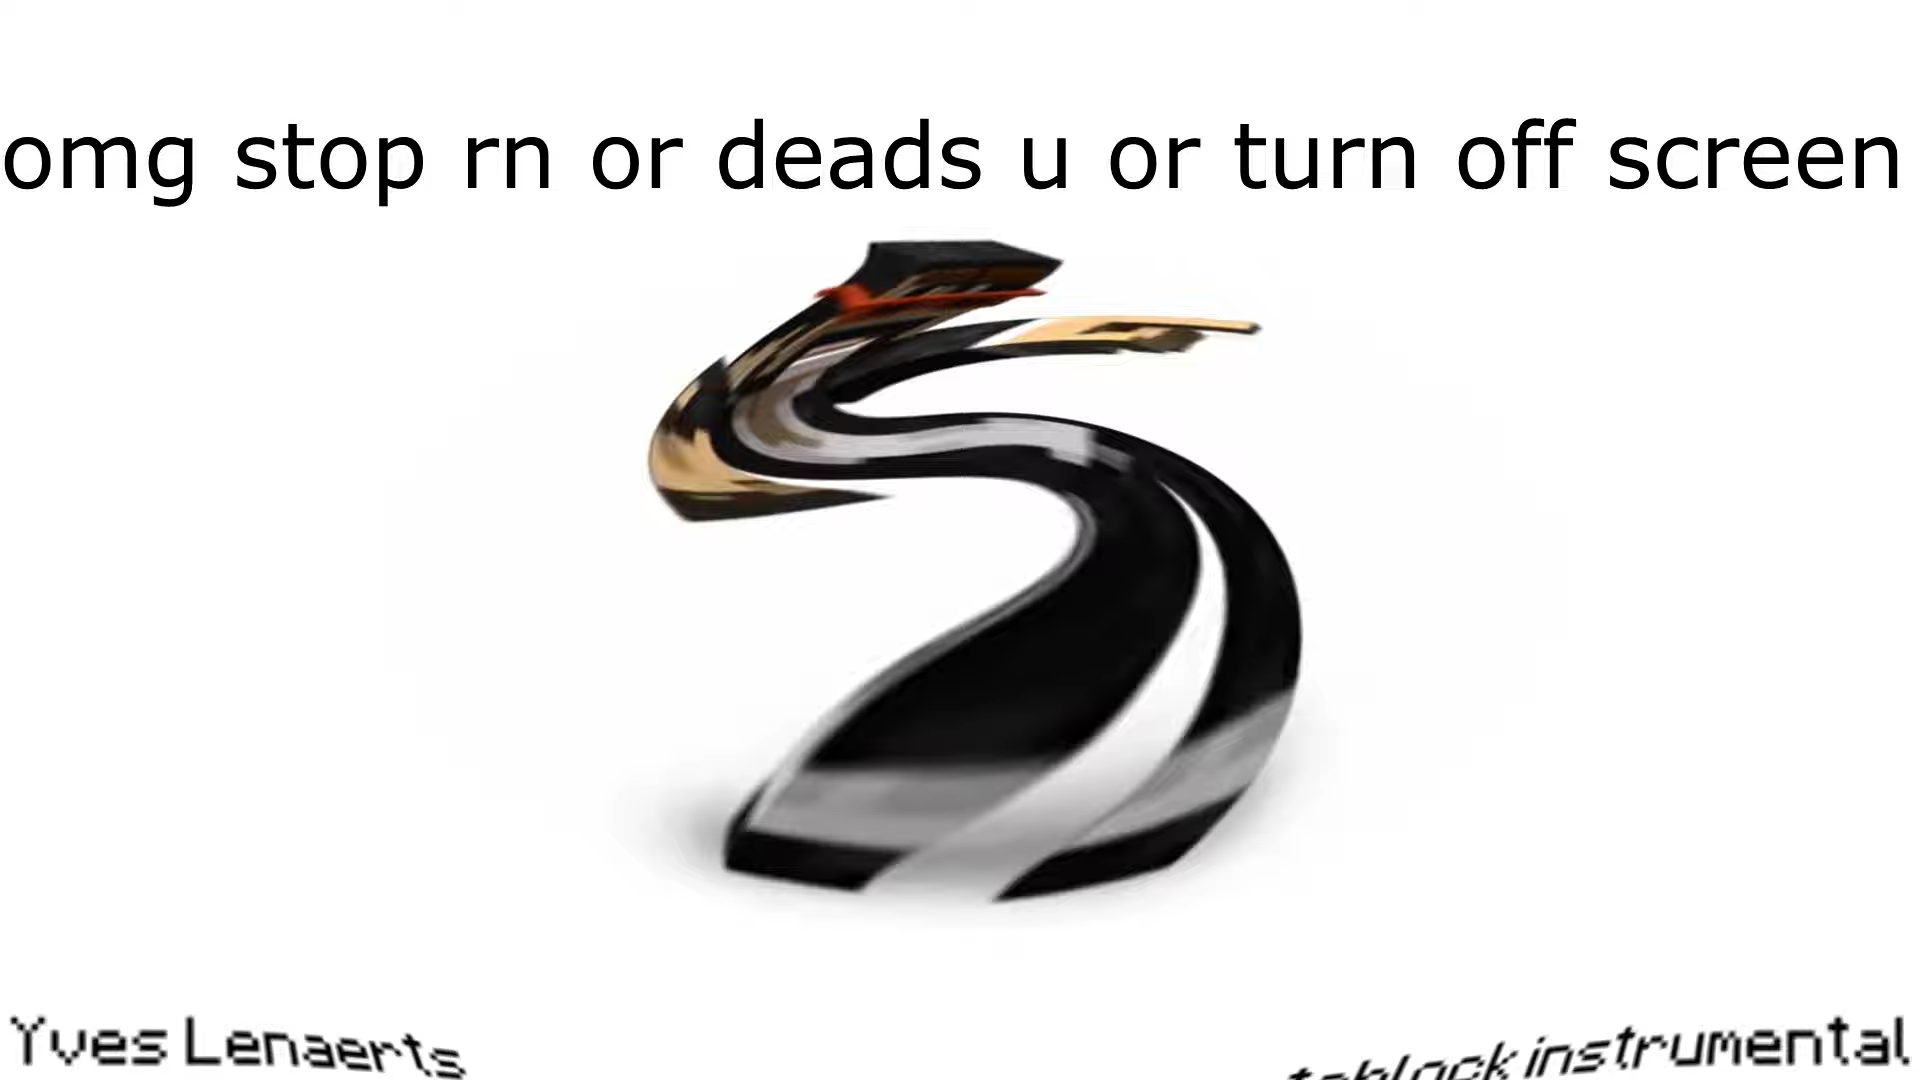 omg stop rn or deads u or turn off screen
Yves Lenaerts
instrumental